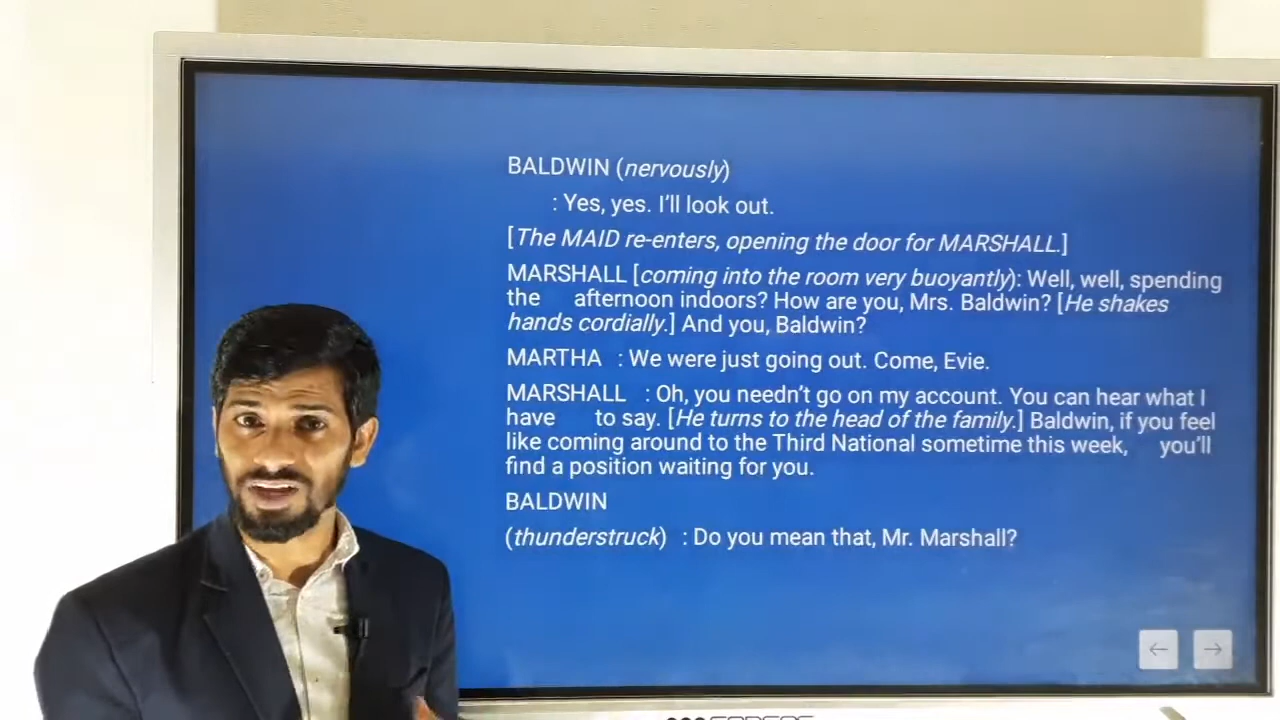 BALDWIN (nervously)
: Yes, yes. I'll look out.
[The MAID re-enters, opening the door for MARSHALL.]
MARSHALL [coming into the room very buoyantly): Well, well, spending
the afternoon indoors? How are you, Mrs. Baldwin? [He shakes
hands cordially.] And you, Baldwin?
MARTHA : We were just going out. Come, Evie.
MARSHALL : Oh, you needn't go on my account. You can hear what I
have to say. [He turns to the head of the family.] Baldwin, if you feel
like coming around to the Third National sometime this week, you'll
find a position waiting for you.
BALDWIN
(thunderstruck) : Do you mean that, Mr. Marshall?